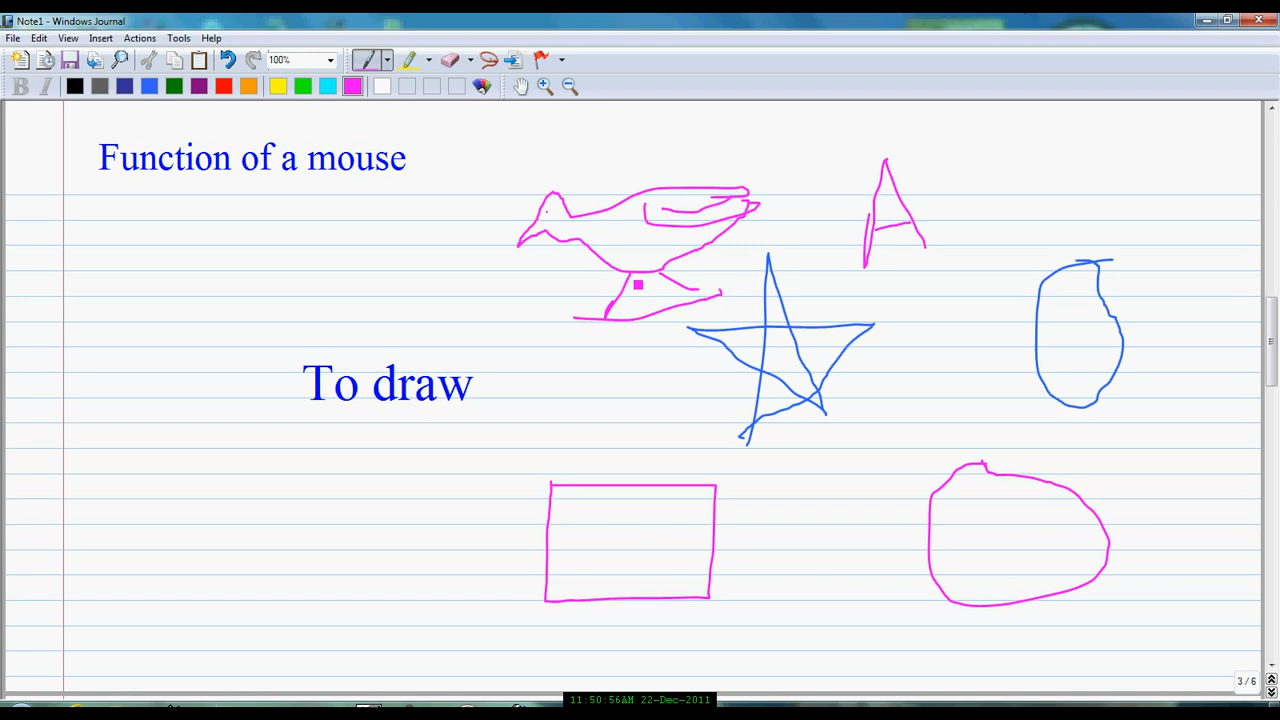 Note1 - Windows Journal
File Edit View Insert Actions Tools Help
100%
B I
Function of a mouse
A
To draw
3 / 6
11:50:56AM 22-Dec-2011